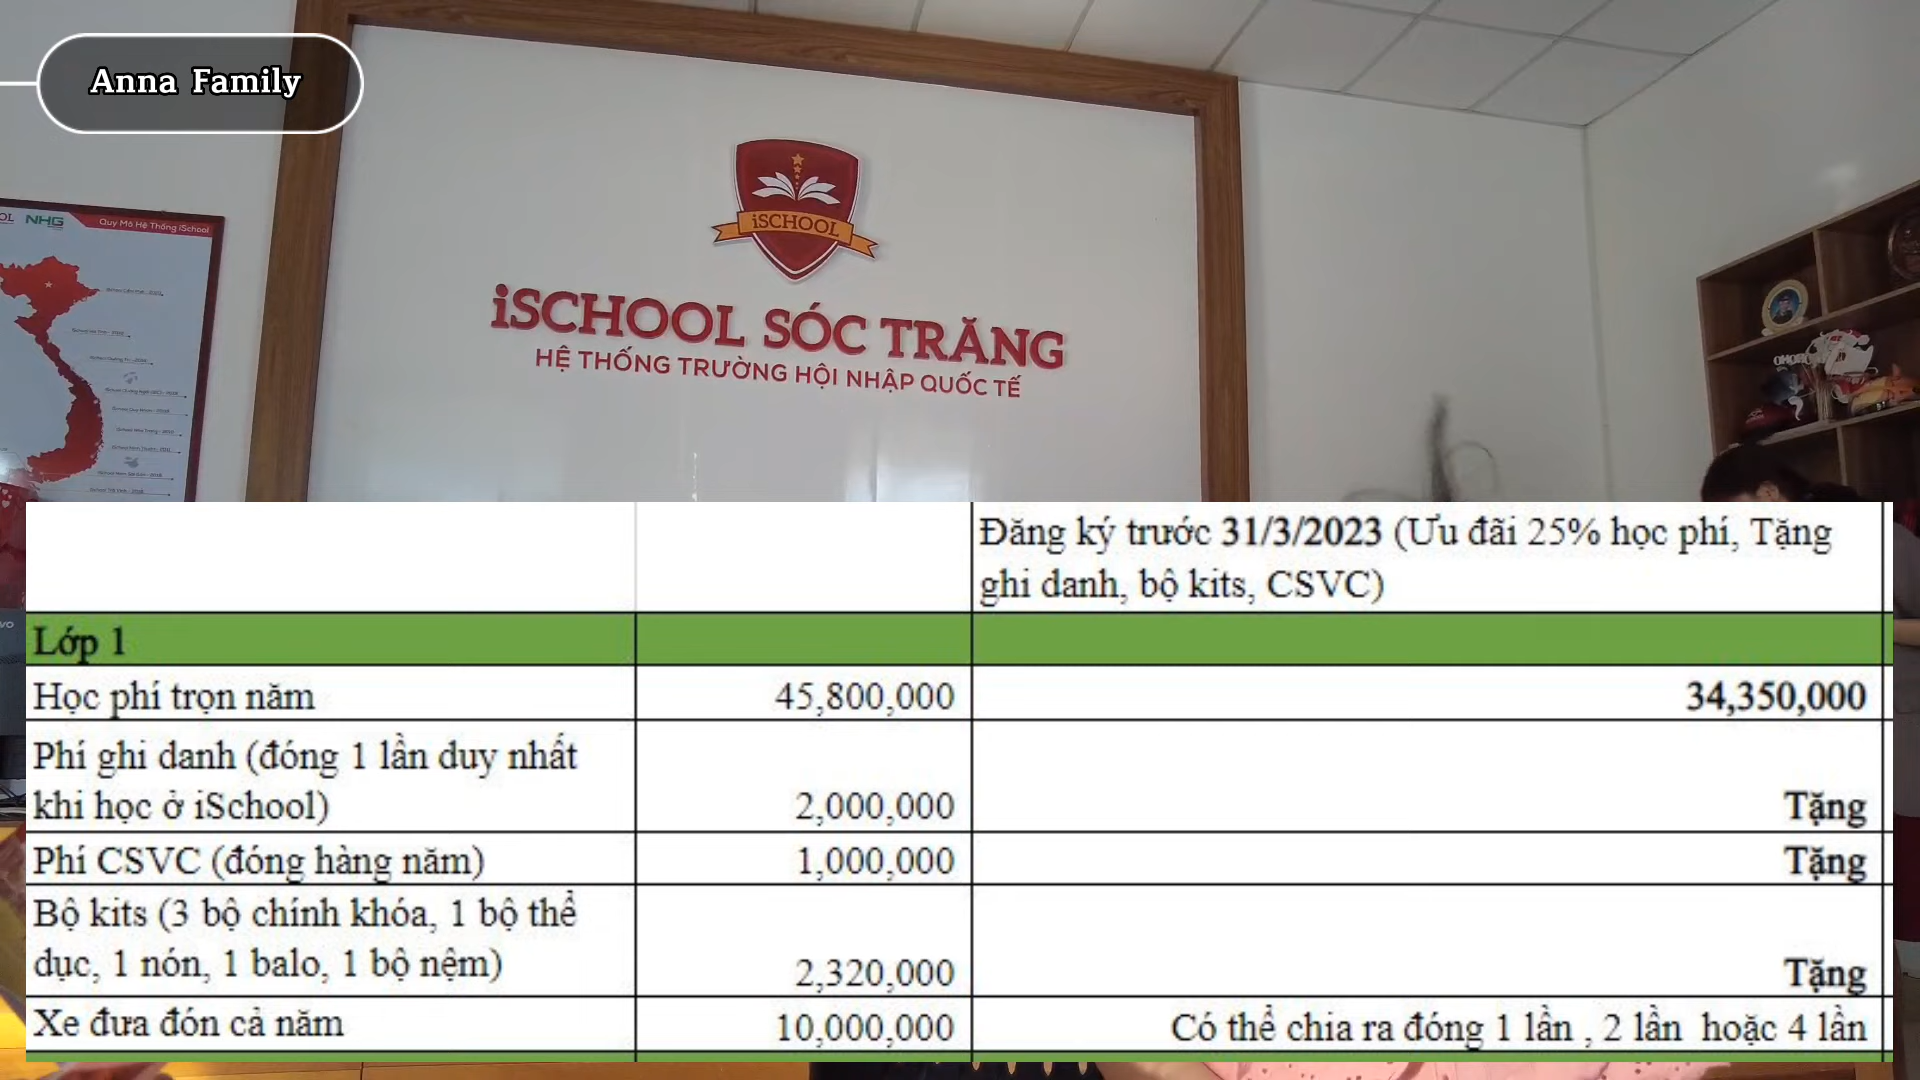 Anna Family
NHG
Quy Mô Hệ Thống iSchool
iSCHOOL
iSCHOOL SÓC TRĂNG
HỆ THỐNG TRƯỜNG HỘI NHẬP QUỐC TẾ
Đăng ký trước 31/3/2023 (Ưu đãi 25% học phí, Tặng
ghi danh, bộ kits, CSVC)
Lớp 1
Học phí trọn năm 45,800,000 34,350,000
Phí ghi danh (đóng 1 lần duy nhất
khi học ở iSchool) 2,000,000 Tặng
Phí CSVC (đóng hàng năm) 1,000,000 Tặng
Bộ kits (3 bộ chính khóa, 1 bộ thể
dục, 1 nón, 1 balo, 1 bộ nệm) 2,320,000 Tặng
Xe đưa đón cả năm 10,000,000 Có thể chia ra đóng 1 lần , 2 lần hoặc 4 lần